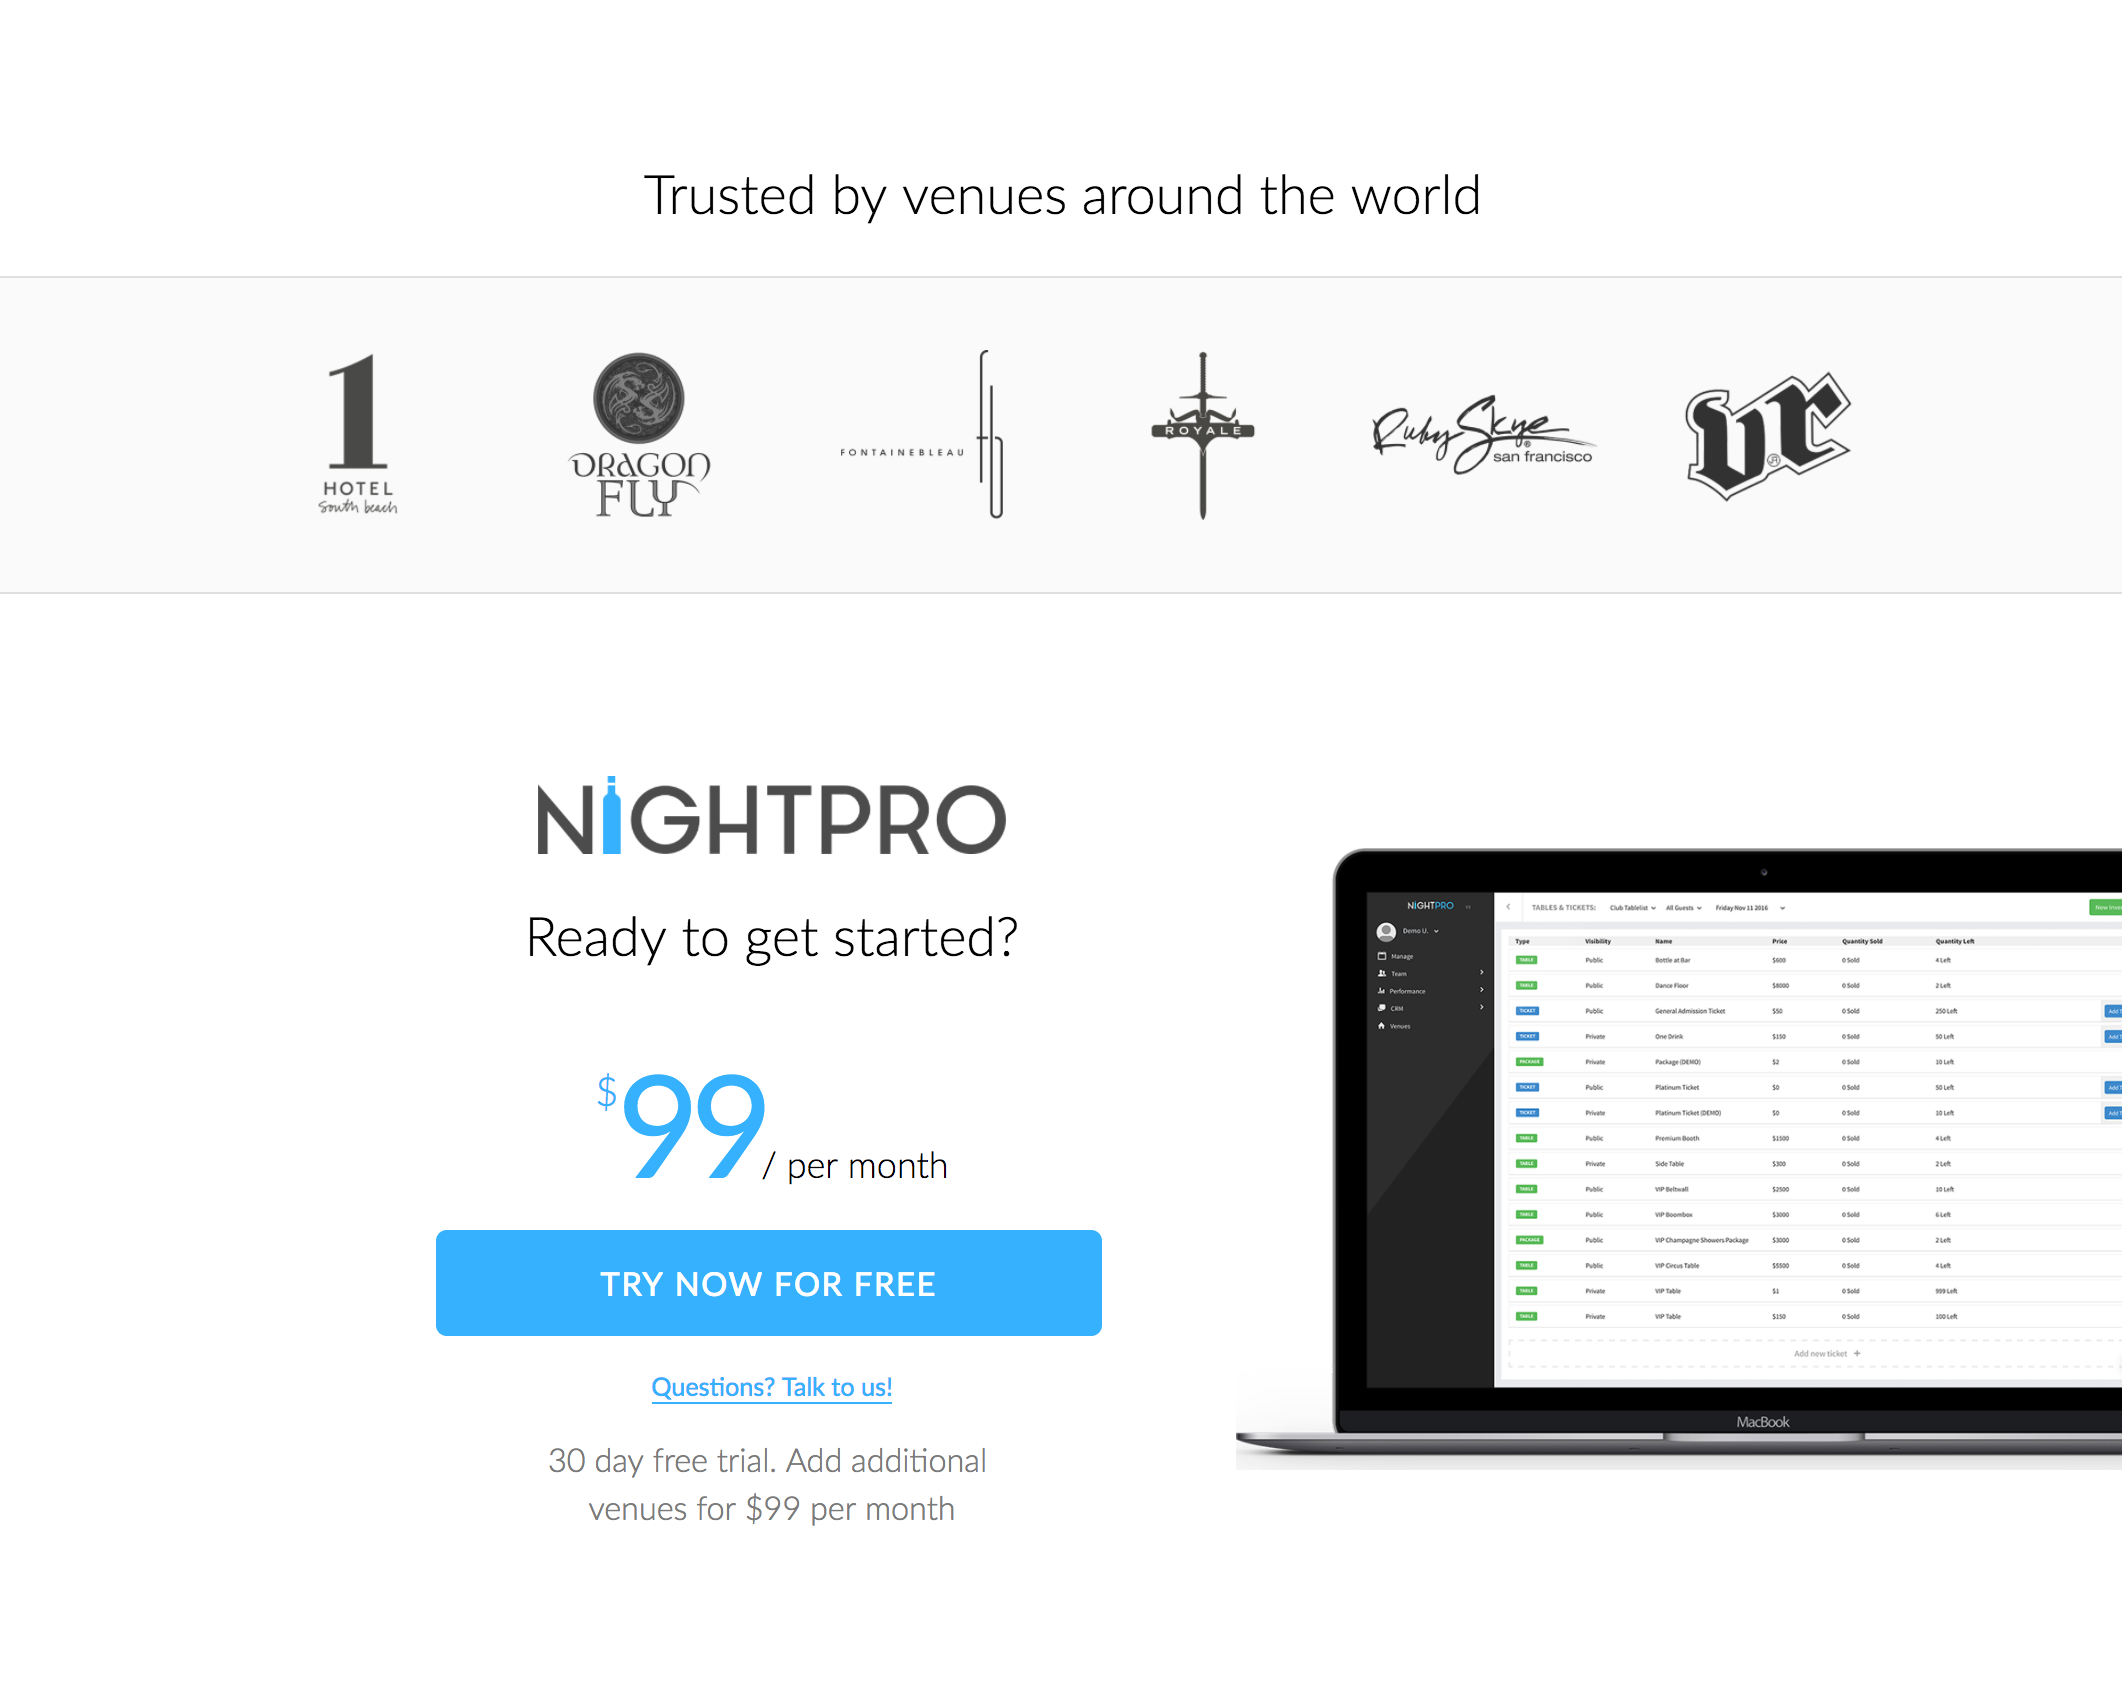 Trusted by venues around the world
1
HOTEL
South beach
DRAGON
FLY
FONTAINEBLEAU fb
ROYALE
Ruby Skye®
san francisco
NIGHTPRO
Ready to get started?
$99/ per month
TRY NOW FOR FREE
Questions? Talk to us!
30 day free trial. Add additional
venues for $99 per month
NIGHTPRO
Demo U.
Manage
Team
Performance
CRM
Venues
TABLES & TICKETS: Club Tablelist All Guests Friday Nov 11 2016
Type Visibility Name Price Quantity Sold Quantity Left
TABLE Public Bottle at Bar $600 0 Sold 4 Left
TABLE Public Dance Floor $8000 0 Sold 2 Left
TICKET Public General Admission Ticket $50 0 Sold 250 Left Add
TICKET Private One Drink $150 0 Sold 50 Left Add
PACKAGE Private Package (DEMO) $2 0 Sold 10 Left
TICKET Public Platinum Ticket $0 0 Sold 50 Left Add
TICKET Private Platinum Ticket (DEMO) $0 0 Sold 10 Left Add
TABLE Public Premium Booth $1500 0 Sold 4 Left
TABLE Private Side Table $300 0 Sold 2 Left
TABLE Public VIP Beltwall $2500 0 Sold 10 Left
TABLE Public VIP Boombox $3000 0 Sold 6 Left
PACKAGE Public VIP Champagne Showers Package $3000 0 Sold 2 Left
TABLE Public VIP Circus Table $5500 0 Sold 4 Left
TABLE Private VIP Table $1 0 Sold 999 Left
TABLE Private VIP Table $150 0 Sold 100 Left
Add new ticket +
MacBook